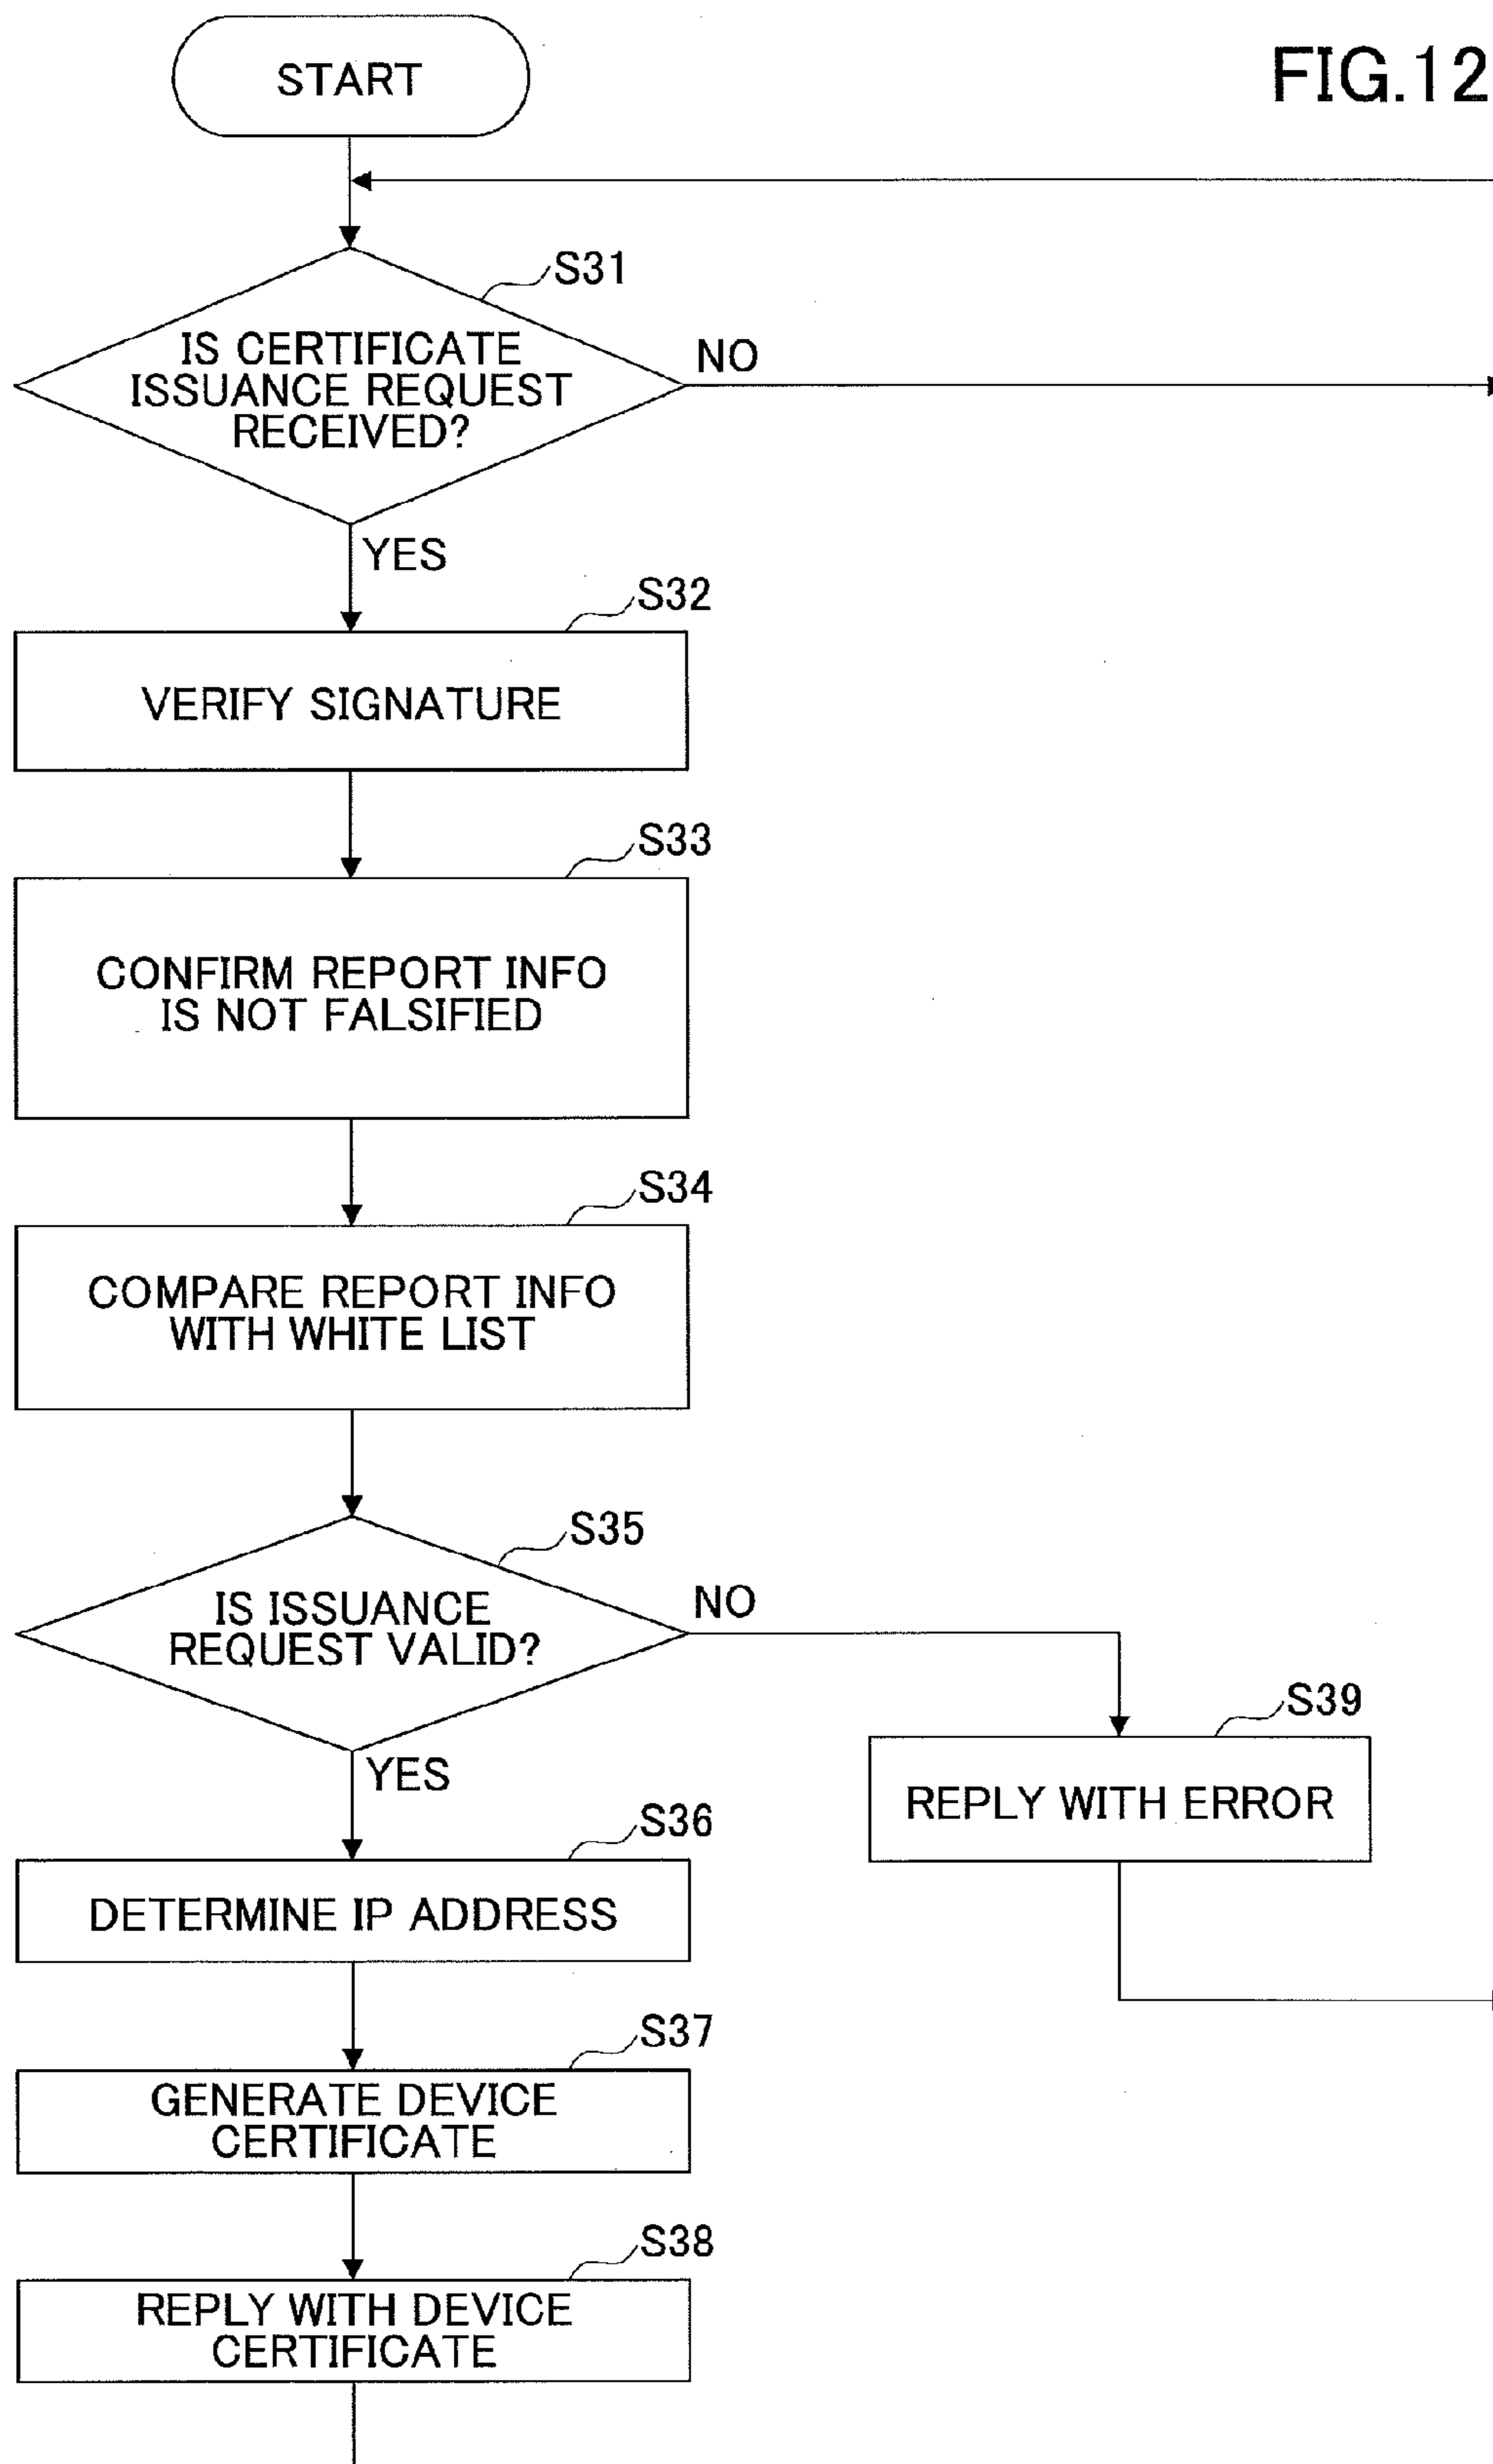 FIG.12
START
S31
IS CERTIFICATE
ISSUANCE REQUEST
RECEIVED?
NO
YES
S32
VERIFY SIGNATURE
S33
CONFIRM REPORT INFO
IS NOT FALSIFIED
S34
COMPARE REPORT INFO
WITH WHITE LIST
S35
IS ISSUANCE
REQUEST VALID?
NO
YES
S39
REPLY WITH ERROR
S36
DETERMINE IP ADDRESS
S37
GENERATE DEVICE
CERTIFICATE
S38
REPLY WITH DEVICE
CERTIFICATE